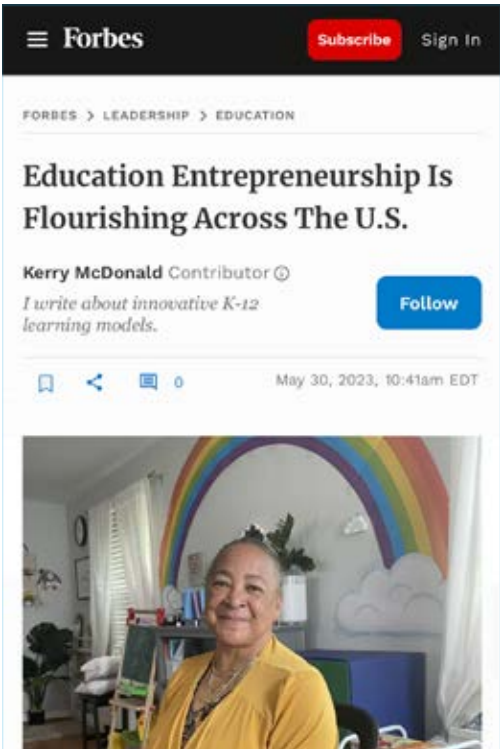 Forbes
Subscribe
Sign In
FORBES > LEADERSHIP > EDUCATION
Education Entrepreneurship Is
Flourishing Across The U.S.
Kerry McDonald Contributor
I write about innovative K-12
learning models.
Follow
0
May 30, 2023, 10:41am EDT